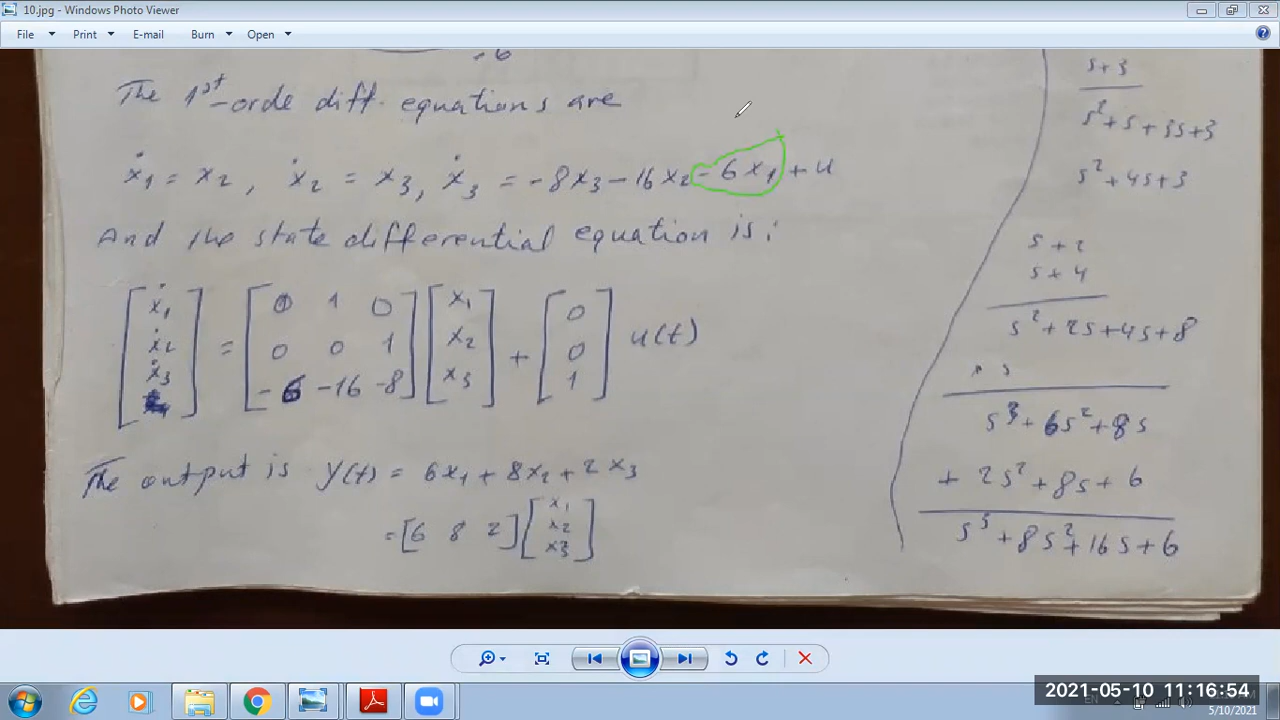 10.jpg - Windows Photo Viewer
File Print E-mail Burn Open
The 1st-orde diff. equations are
ẋ1 = x2, ẋ2 = x3, ẋ3 = -8x3 - 16x2 - 6x1 + u
And the state differential equation is:
[ẋ1 ẋ2 ẋ3] = [0 1 0
0 0 1
-6 -16 -8] [x1 x2 x3] + [0 0 1] u(t)
The output is y(t) = 6x1 + 8x2 + 2x3
= [6 8 2] [x1 x2 x3]
s+3
s²+s+3s+3
s²+4s+3
s+2
s+4
s²+2s+4s+8
s³+6s²+8s
+ 2s²+8s+6
s³+8s²+16s+6
2021-05-10 11:16:54
EN
5/10/2021